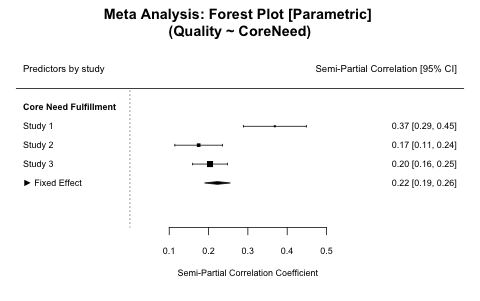 Meta Analysis: Forest Plot [Parametric]
(Quality ~ CoreNeed)
Predictors by study Semi-Partial Correlation [95% CI]
Core Need Fulfillment
Study 1 0.37 [0.29, 0.45]
Study 2 0.17 [0.11, 0.24]
Study 3 0.20 [0.16, 0.25]
► Fixed Effect 0.22 [0.19, 0.26]
0.1 0.2 0.3 0.4 0.5
Semi-Partial Correlation Coefficient